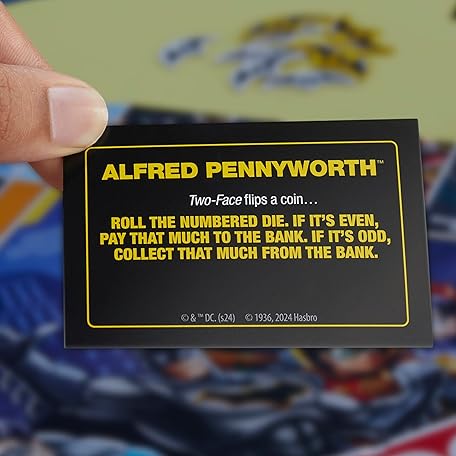 ALFRED PENNYWORTH™
Two-Face flips a coin…
ROLL THE NUMBERED DIE. IF IT'S EVEN,
PAY THAT MUCH TO THE BANK. IF IT'S ODD,
COLLECT THAT MUCH FROM THE BANK.
© & ™ DC. (s24) © 1936, 2024 Hasbro